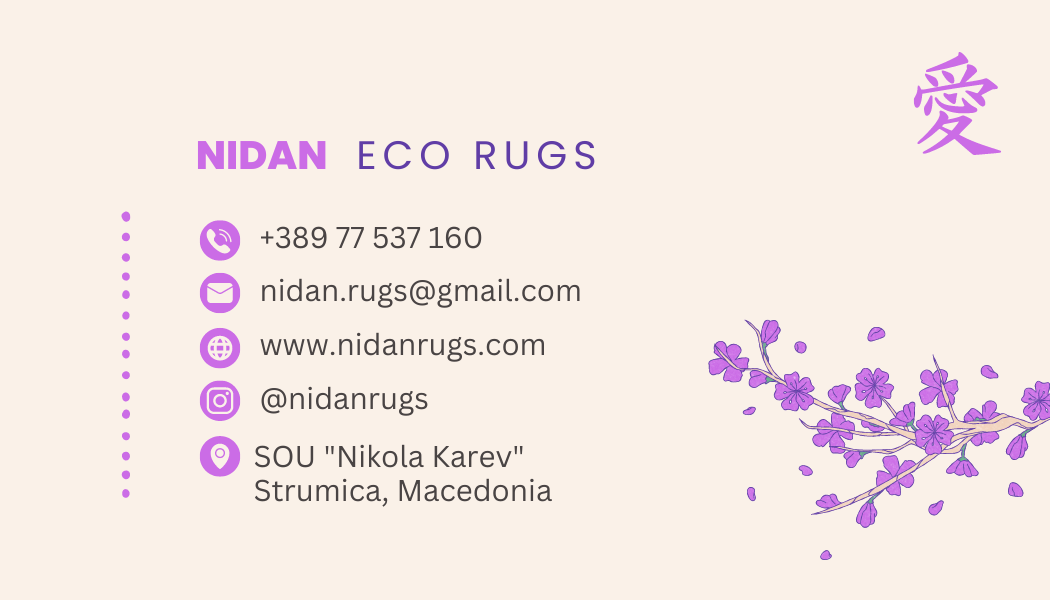 愛
NIDAN ECO RUGS
+389 77 537 160
nidan.rugs@gmail.com
www.nidanrugs.com
@nidanrugs
SOU "Nikola Karev"
Strumica, Macedonia